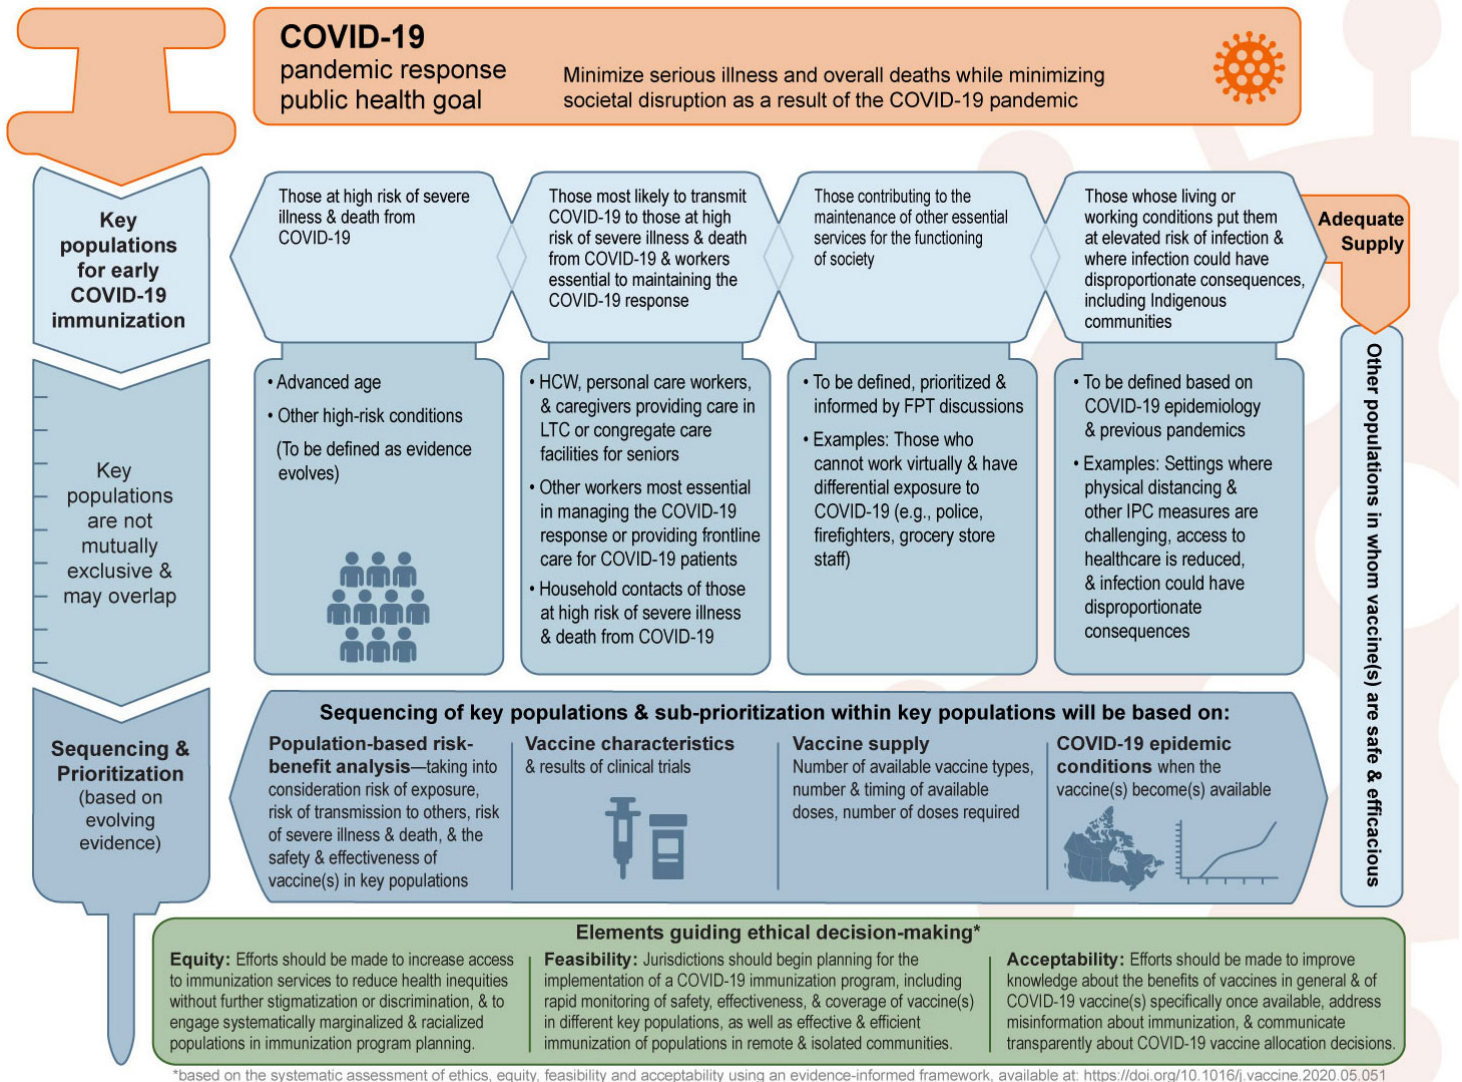 COVID-19
pandemic response
public health goal
Minimize serious illness and overall deaths while minimizing
societal disruption as a result of the COVID-19 pandemic
Key
populations
for early
COVID-19
immunization
Those at high risk of severe
illness & death from
COVID-19
Those most likely to transmit
COVID-19 to those at high
risk of severe illness & death
from COVID-19 & workers
essential to maintaining the
COVID-19 response
Those contributing to the
maintenance of other essential
services for the functioning
of society
Those whose living or
working conditions put them
at elevated risk of infection &
where infection could have
disproportionate consequences,
including Indigenous
communities
Adequate
Supply
Key
populations
are not
mutually
exclusive &
may overlap
• Advanced age
• Other high-risk conditions
(To be defined as evidence
evolves)
• HCW, personal care workers,
& caregivers providing care in
LTC or congregate care
facilities for seniors
• Other workers most essential
in managing the COVID-19
response or providing frontline
care for COVID-19 patients
• Household contacts of those
at high risk of severe illness
& death from COVID-19
• To be defined, prioritized &
informed by FPT discussions
• Examples: Those who
cannot work virtually & have
differential exposure to
COVID-19 (e.g., police,
firefighters, grocery store
staff)
• To be defined based on
COVID-19 epidemiology
& previous pandemics
• Examples: Settings where
physical distancing &
other IPC measures are
challenging, access to
healthcare is reduced,
& infection could have
disproportionate
consequences
Other populations in whom vaccine(s) are safe & efficacious
Sequencing &
Prioritization
(based on
evolving
evidence)
Sequencing of key populations & sub-prioritization within key populations will be based on:
Population-based risk-
benefit analysis—taking into
consideration risk of exposure,
risk of transmission to others, risk
of severe illness & death, & the
safety & effectiveness of
vaccine(s) in key populations
Vaccine characteristics
& results of clinical trials
Vaccine supply
Number of available vaccine types,
number & timing of available
doses, number of doses required
COVID-19 epidemic
conditions when the
vaccine(s) become(s) available
Elements guiding ethical decision-making*
Equity: Efforts should be made to increase access
to immunization services to reduce health inequities
without further stigmatization or discrimination, & to
engage systematically marginalized & racialized
populations in immunization program planning.
Feasibility: Jurisdictions should begin planning for the
implementation of a COVID-19 immunization program, including
rapid monitoring of safety, effectiveness, & coverage of vaccine(s)
in different key populations, as well as effective & efficient
immunization of populations in remote & isolated communities.
Acceptability: Efforts should be made to improve
knowledge about the benefits of vaccines in general & of
COVID-19 vaccine(s) specifically once available, address
misinformation about immunization, & communicate
transparently about COVID-19 vaccine allocation decisions.
*based on the systematic assessment of ethics, equity, feasibility and acceptability using an evidence-informed framework, available at: https://doi.org/10.1016/j.vaccine.2020.05.051